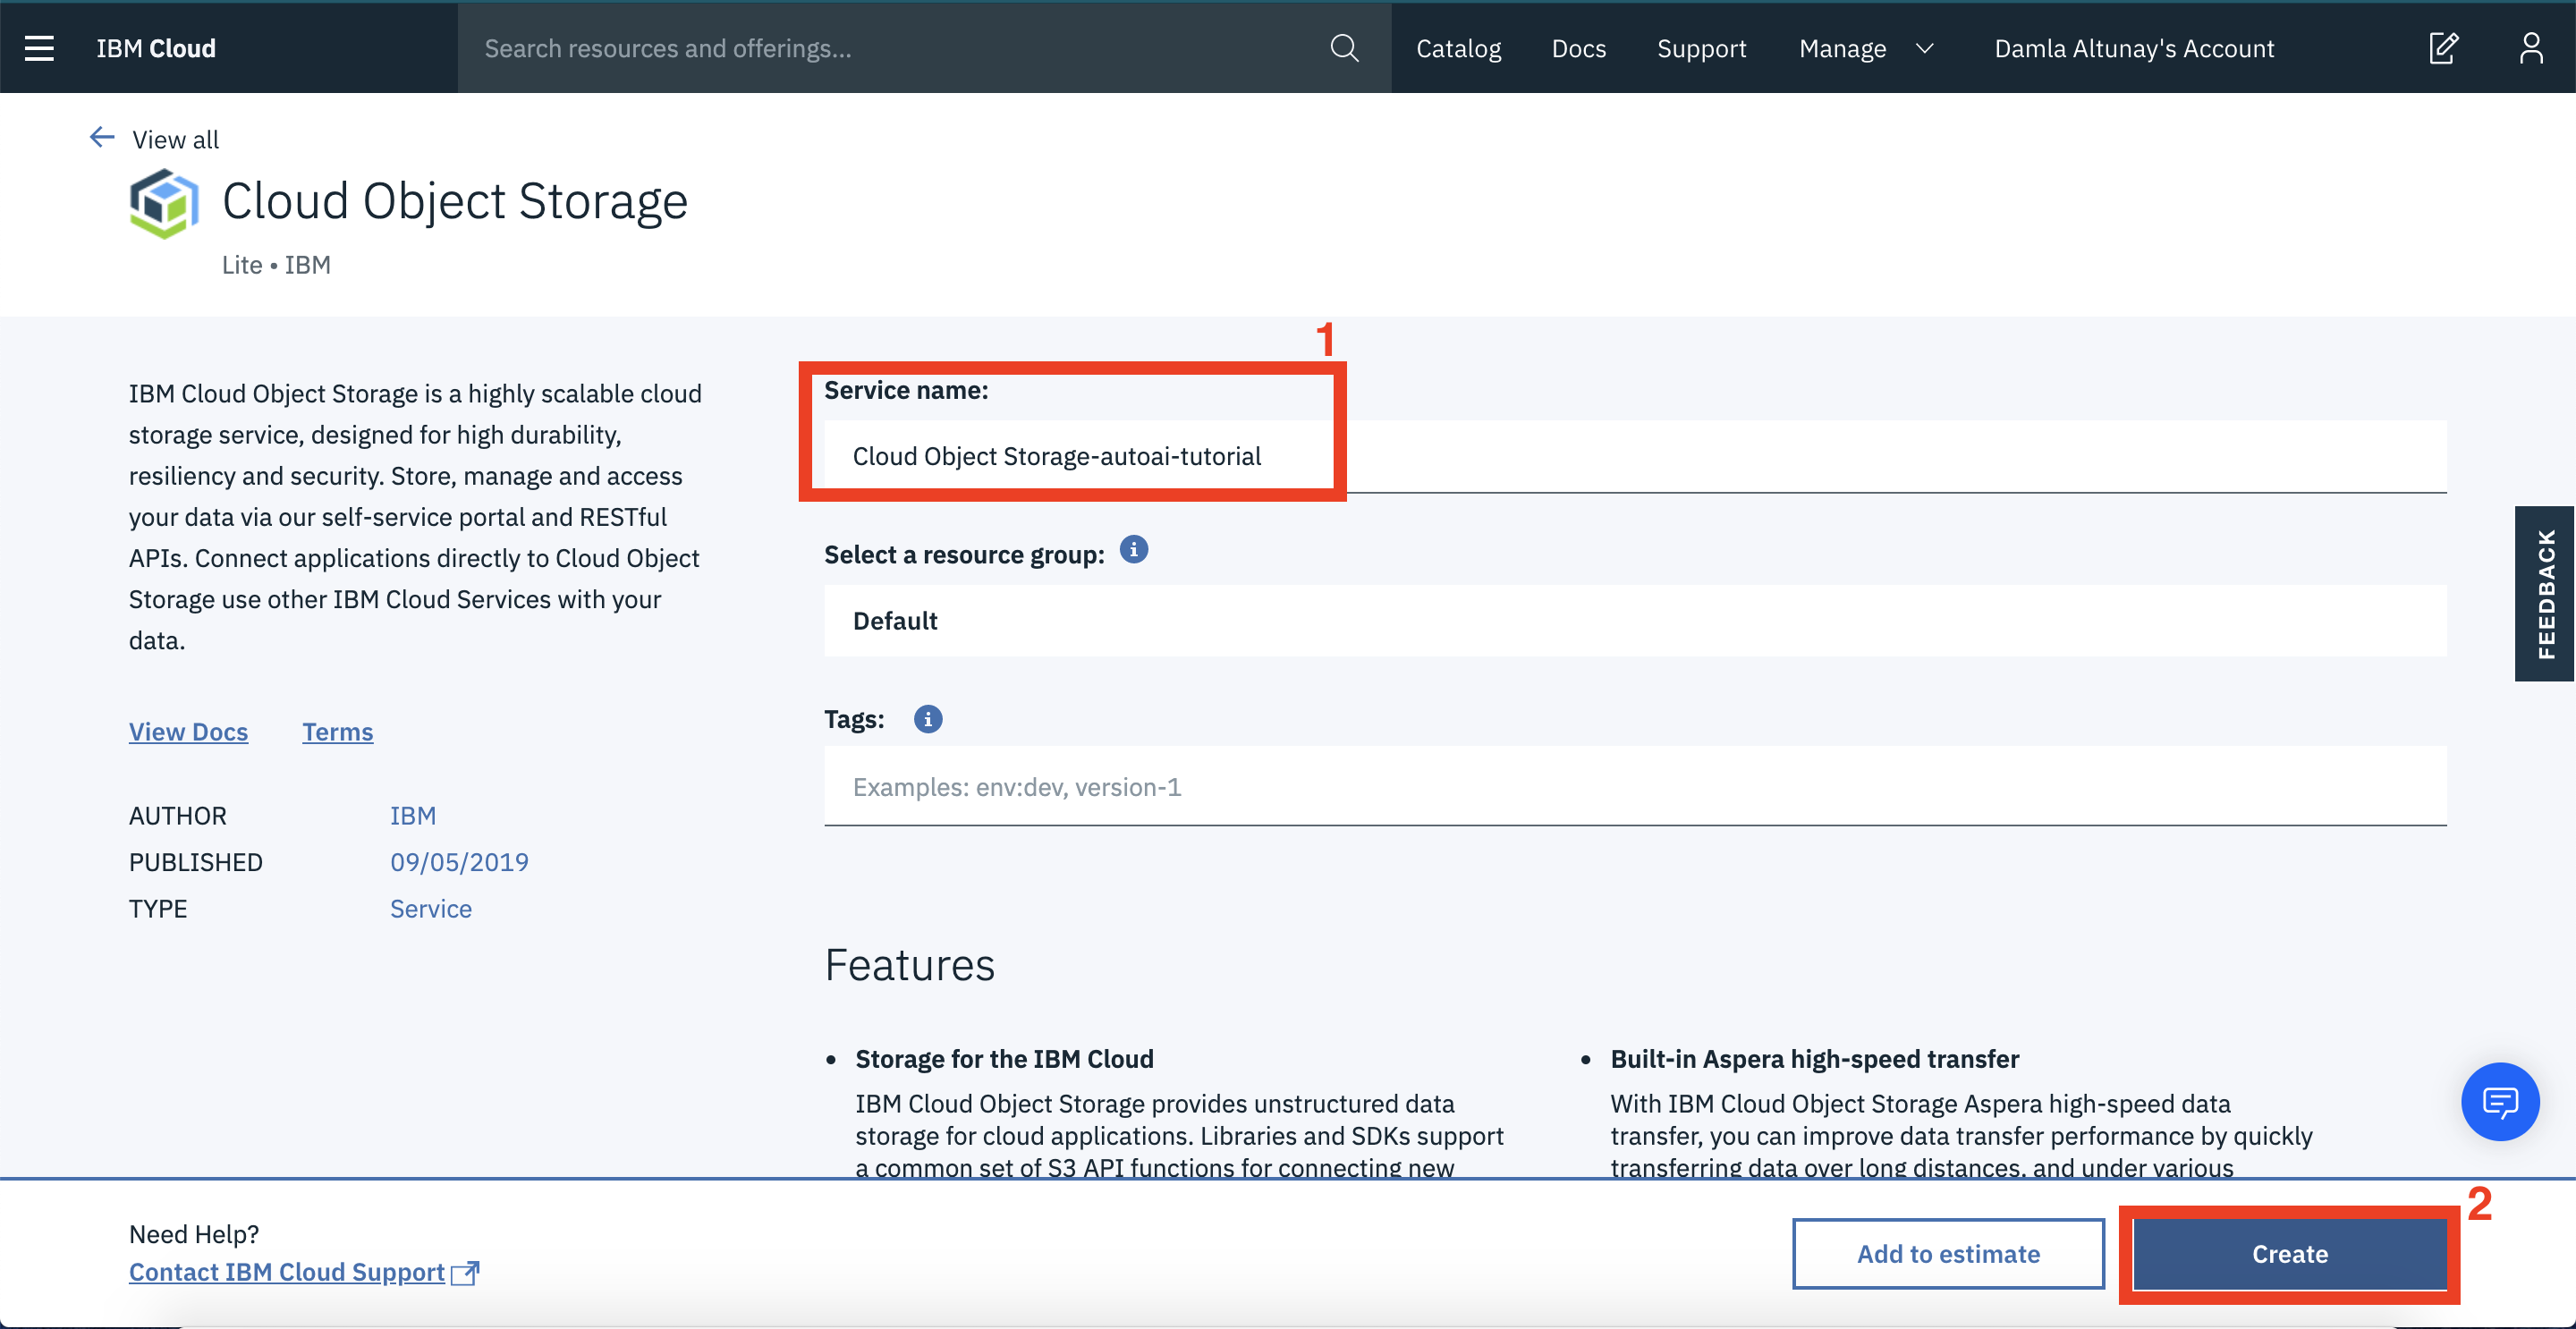 IBM Cloud
Search resources and offerings...
Catalog
Docs
Support
Manage
Damla Altunay's Account
View all
Cloud Object Storage
Lite • IBM
IBM Cloud Object Storage is a highly scalable cloud
storage service, designed for high durability,
resiliency and security. Store, manage and access
your data via our self-service portal and RESTful
APIs. Connect applications directly to Cloud Object
Storage use other IBM Cloud Services with your
data.
View Docs
Terms
AUTHOR IBM
PUBLISHED 09/05/2019
TYPE Service
1
Service name:
Cloud Object Storage-autoai-tutorial
Select a resource group:
Default
Tags:
Examples: env:dev, version-1
FEEDBACK
Features
• Storage for the IBM Cloud
IBM Cloud Object Storage provides unstructured data
storage for cloud applications. Libraries and SDKs support
a common set of S3 API functions for connecting new
• Built-in Aspera high-speed transfer
With IBM Cloud Object Storage Aspera high-speed data
transfer, you can improve data transfer performance by quickly
transferring data over long distances, and under various
Need Help?
Contact IBM Cloud Support
Add to estimate
2
Create